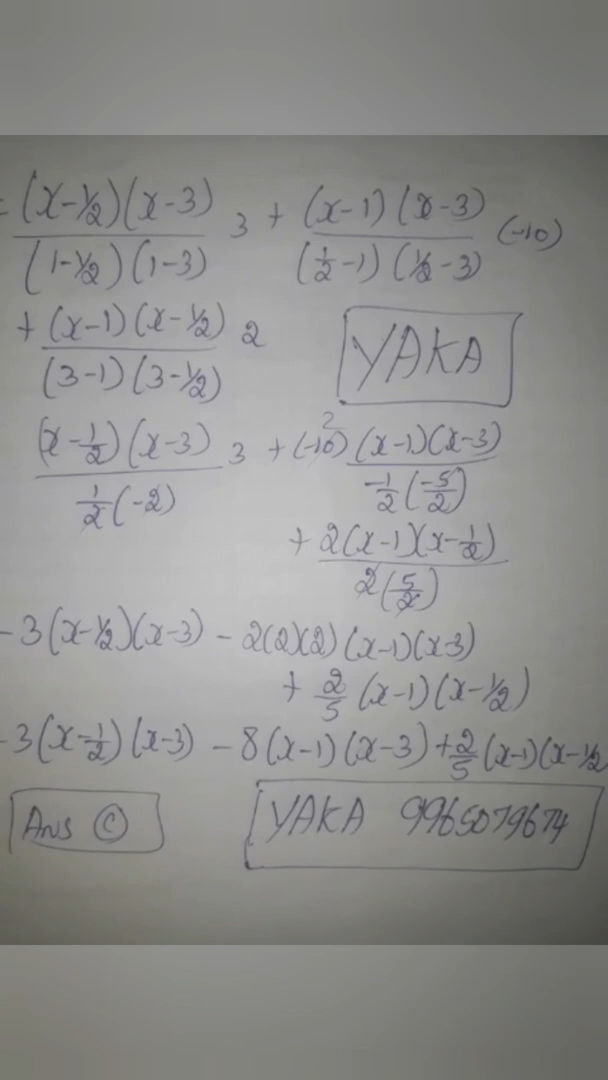 = (x-1/2)(x-3) / (1-1/2)(1-3) 3 + (x-1)(x-3) / (1/2-1)(1/2-3) (-10)
+ (x-1)(x-1/2) / (3-1)(3-1/2) 2
YAKA
(x-1/2)(x-3) / 1/2(-2) 3 + (-10) 2 (x-1)(x-3) / -1/2(-5/2)
+ 2(x-1)(x-1/2) / 2(5/2)
- 3(x-1/2)(x-3) - 2(2)(2)(x-1)(x-3)
+ 2/5 (x-1)(x-1/2)
- 3(x-1/2)(x-3) - 8(x-1)(x-3) + 2/5 (x-1)(x-1/2
Ans C
YAKA 9965079674